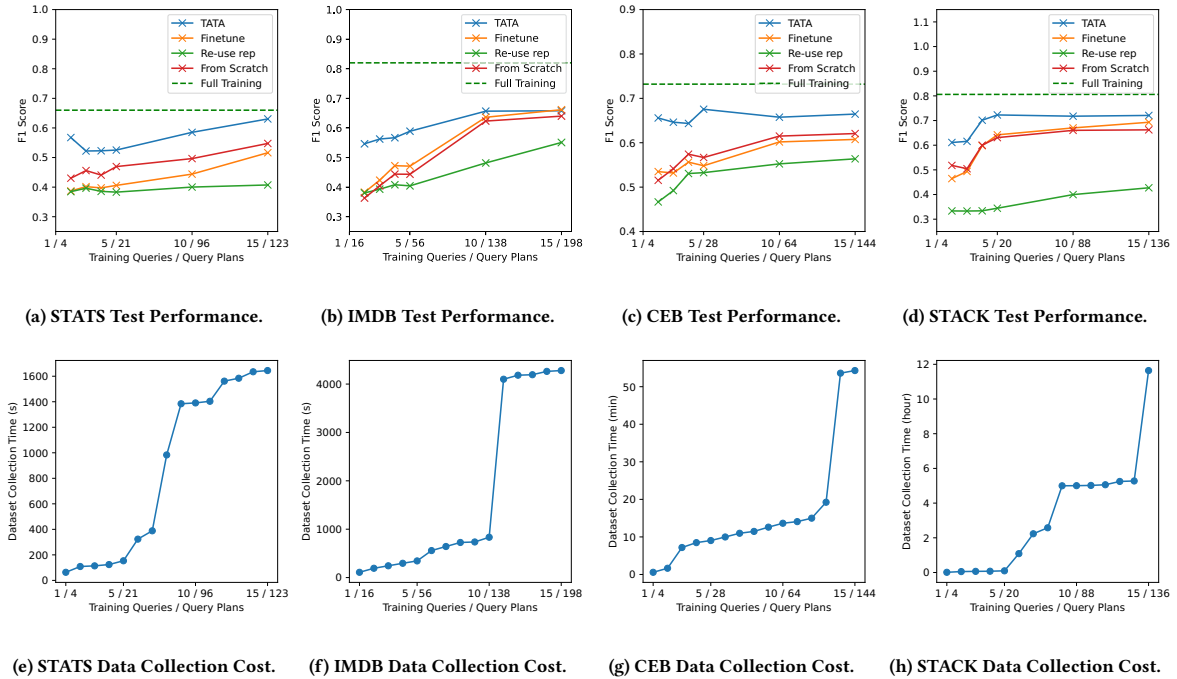 1.0
0.9
0.8
0.7
0.6
0.5
0.4
0.3
F1 Score
TATA
Finetune
Re-use rep
From Scratch
Full Training
1 / 4
5 / 21
10 / 96
15 / 123
Training Queries / Query Plans
(a) STATS Test Performance.
1.0
0.9
0.8
0.7
0.6
0.5
0.4
0.3
F1 Score
TATA
Finetune
Re-use rep
From Scratch
Full Training
1 / 16
5 / 56
10 / 138
15 / 198
Training Queries / Query Plans
(b) IMDB Test Performance.
0.9
0.8
0.7
0.6
0.5
0.4
F1 Score
TATA
Finetune
Re-use rep
From Scratch
Full Training
1 / 4
5 / 28
10 / 64
15 / 144
Training Queries / Query Plans
(c) CEB Test Performance.
1.1
1.0
0.9
0.8
0.7
0.6
0.5
0.4
0.3
F1 Score
TATA
Finetune
Re-use rep
From Scratch
Full Training
1 / 4
5 / 20
10 / 88
15 / 136
Training Queries / Query Plans
(d) STACK Test Performance.
1600
1400
1200
1000
800
600
400
200
0
Dataset Collection Time (s)
1 / 4
5 / 21
10 / 96
15 / 123
Training Queries / Query Plans
(e) STATS Data Collection Cost.
4000
3000
2000
1000
0
Dataset Collection Time (s)
1 / 16
5 / 56
10 / 138
15 / 198
Training Queries / Query Plans
(f) IMDB Data Collection Cost.
50
40
30
20
10
0
Dataset Collection Time (min)
1 / 4
5 / 28
10 / 64
15 / 144
Training Queries / Query Plans
(g) CEB Data Collection Cost.
12
10
8
6
4
2
0
Dataset Collection Time (hour)
1 / 4
5 / 20
10 / 88
15 / 136
Training Queries / Query Plans
(h) STACK Data Collection Cost.